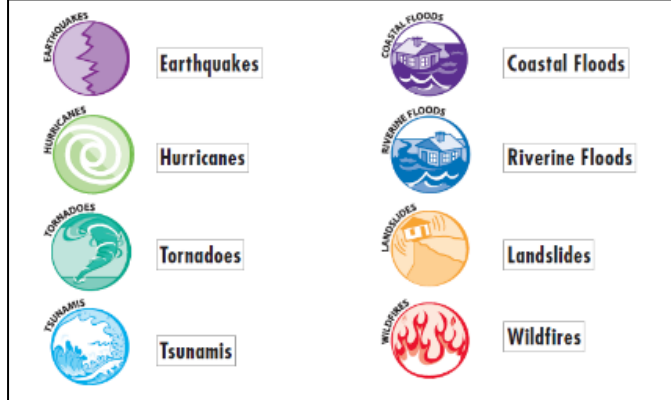 EARTHQUAKES
Earthquakes
COASTAL FLOODS
Coastal Floods
HURRICANES
Hurricanes
RIVERINE FLOODS
Riverine Floods
TORNADOES
Tornadoes
LANDSLIDES
Landslides
TSUNAMIS
Tsunamis
WILDFIRES
Wildfires